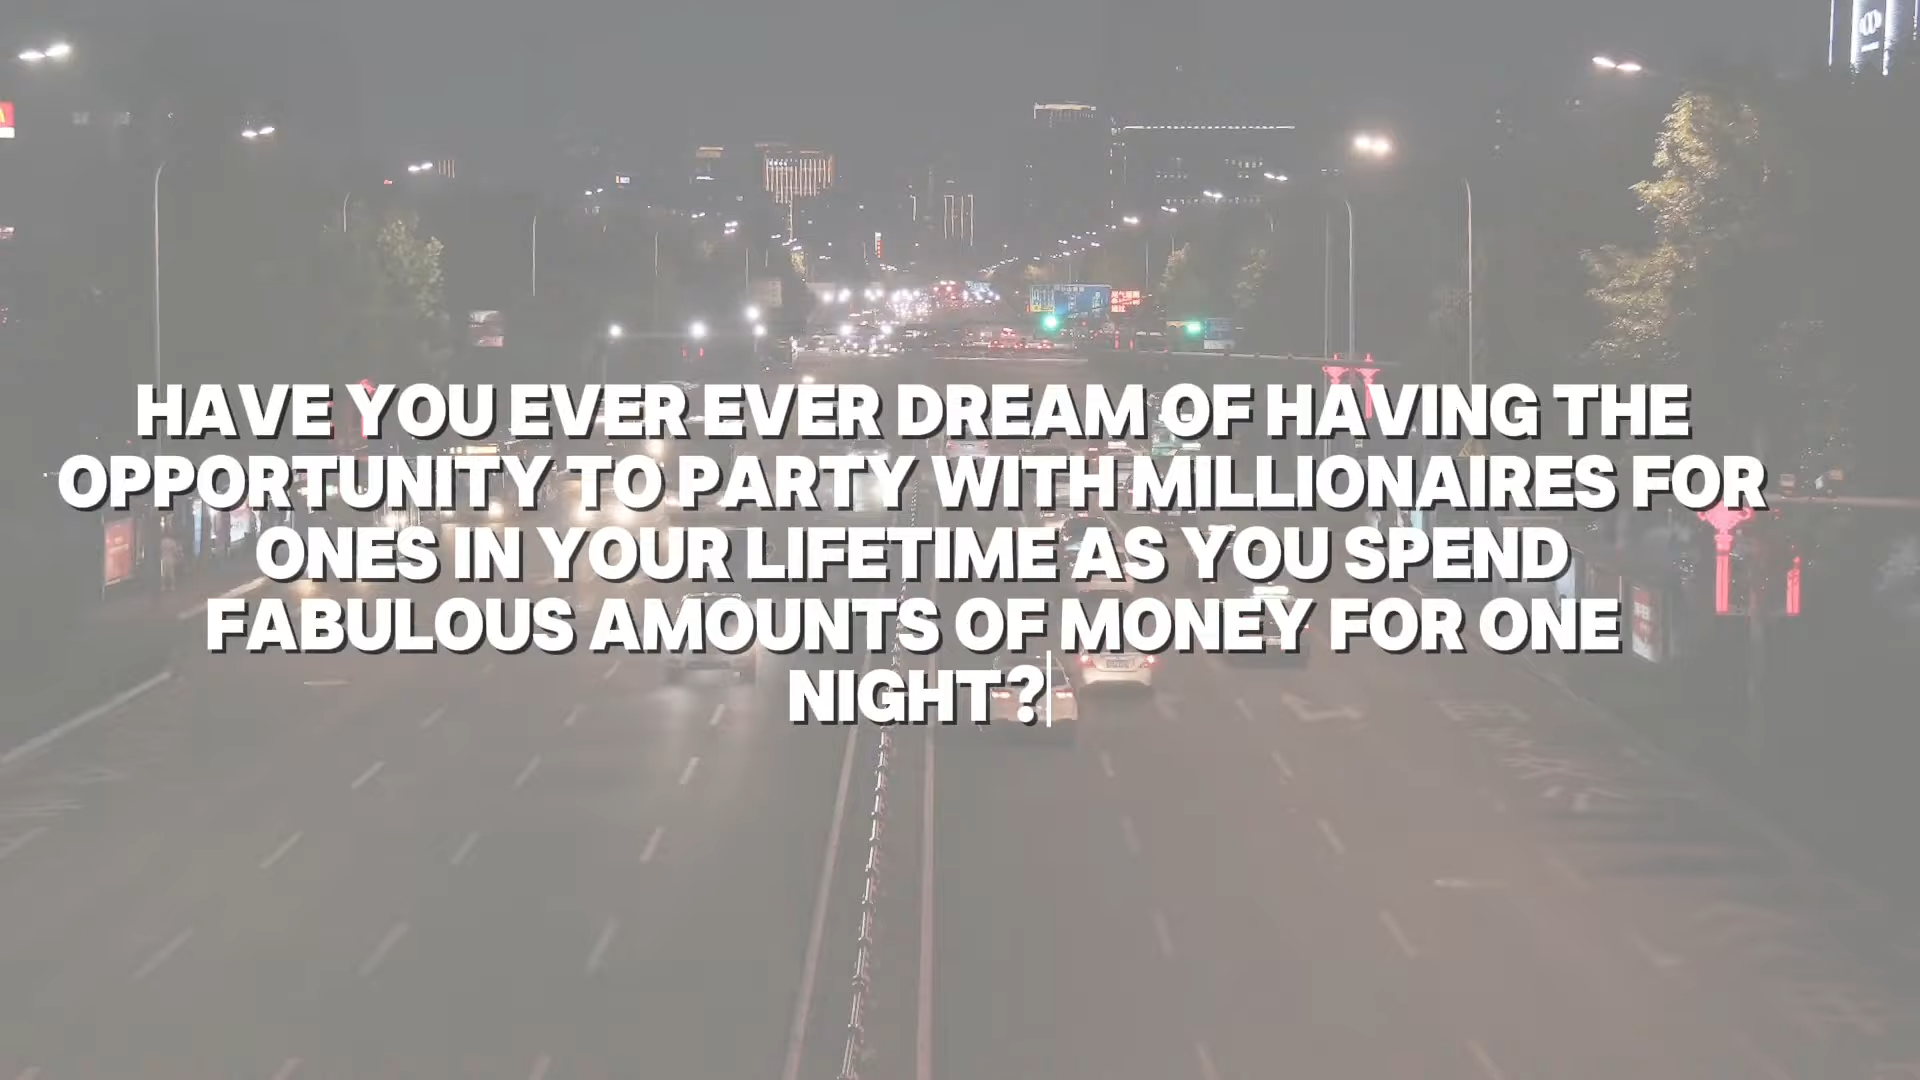 HAVE YOU EVER EVER DREAM OF HAVING THE
OPPORTUNITY TO PARTY WITH MILLIONAIRES FOR
ONES IN YOUR LIFETIME AS YOU SPEND
FABULOUS AMOUNTS OF MONEY FOR ONE
NIGHT?